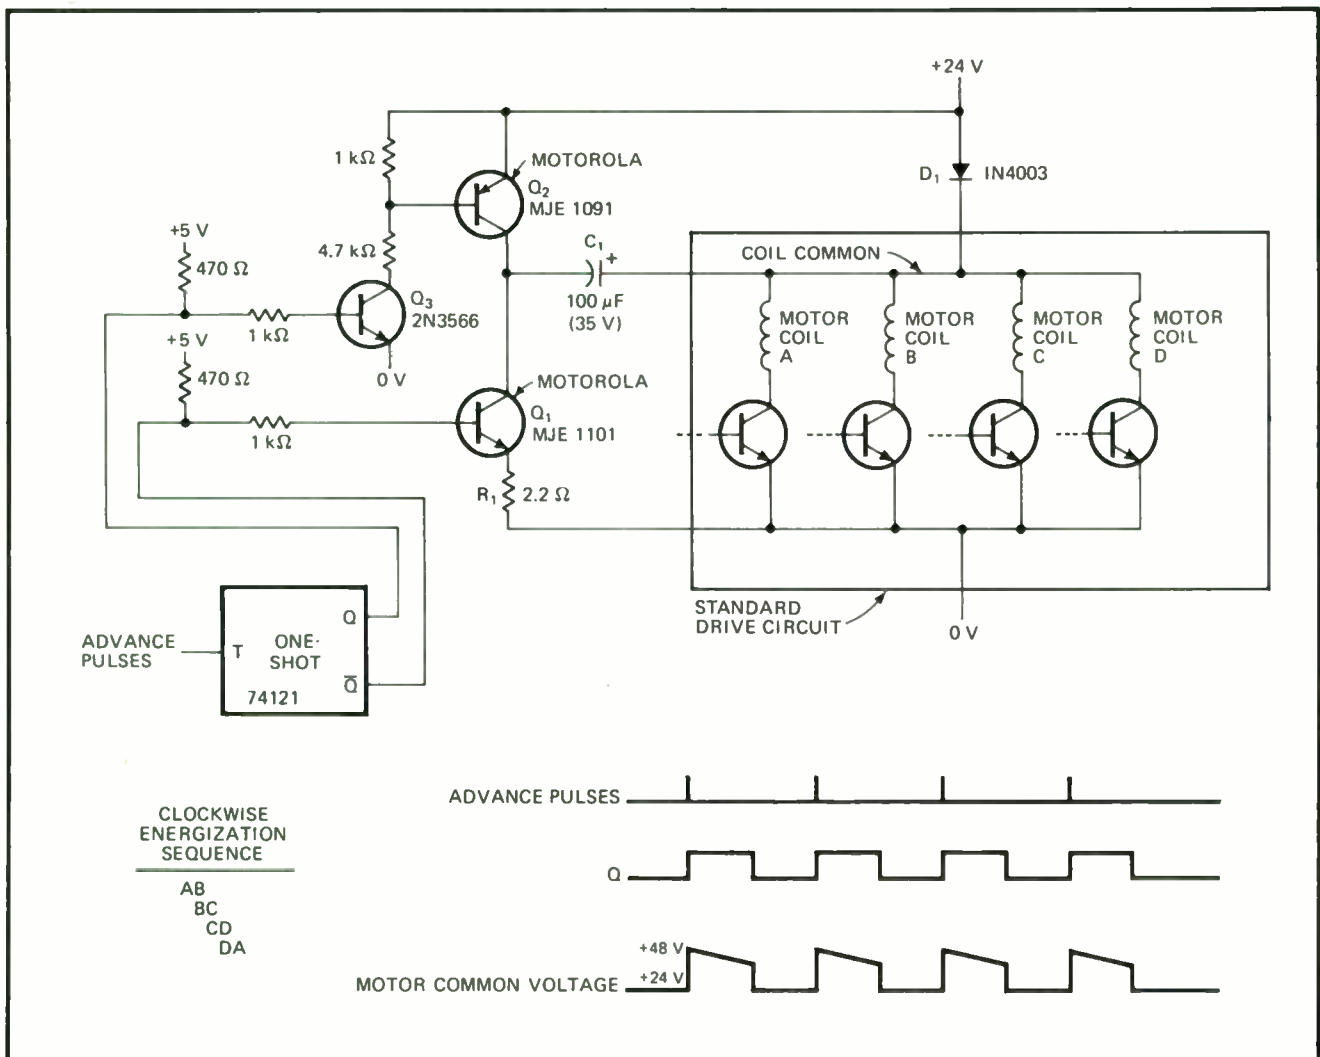 +24 V
1 kΩ
MOTOROLA
Q2
MJE 1091
D1 IN4003
+5 V
470 Ω
4.7 kΩ
C1
+
100 µF
(35 V)
COIL COMMON
Q3
2N3566
1 kΩ
0 V
MOTOR
COIL
A
MOTOR
COIL
B
MOTOR
COIL
C
MOTOR
COIL
D
+5 V
470 Ω
1 kΩ
MOTOROLA
Q1
MJE 1101
R1 2.2 Ω
STANDARD
DRIVE CIRCUIT
0 V
ADVANCE
PULSES
T
ONE-
SHOT
74121
Q
Q̅
CLOCKWISE
ENERGIZATION
SEQUENCE
AB
BC
CD
DA
ADVANCE PULSES
Q
+48 V
+24 V
MOTOR COMMON VOLTAGE